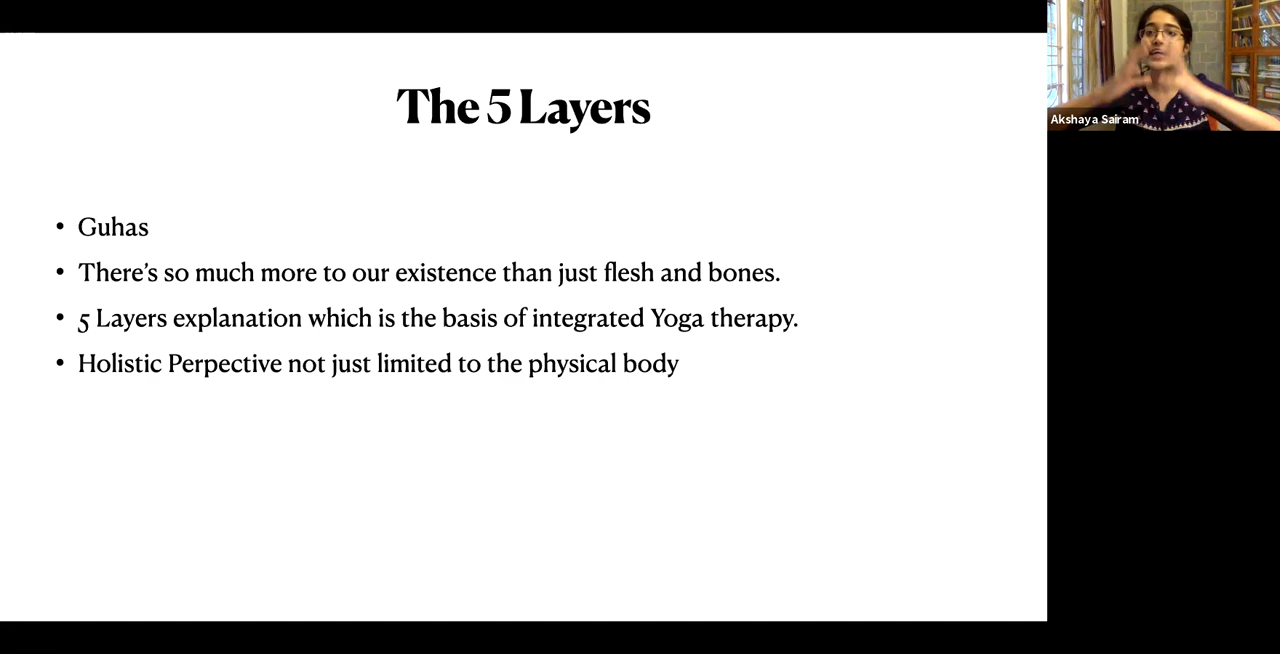 The 5 Layers
• Guhas
• There's so much more to our existence than just flesh and bones.
• 5 Layers explanation which is the basis of integrated Yoga therapy.
• Holistic Perpective not just limited to the physical body
Akshaya Sairam